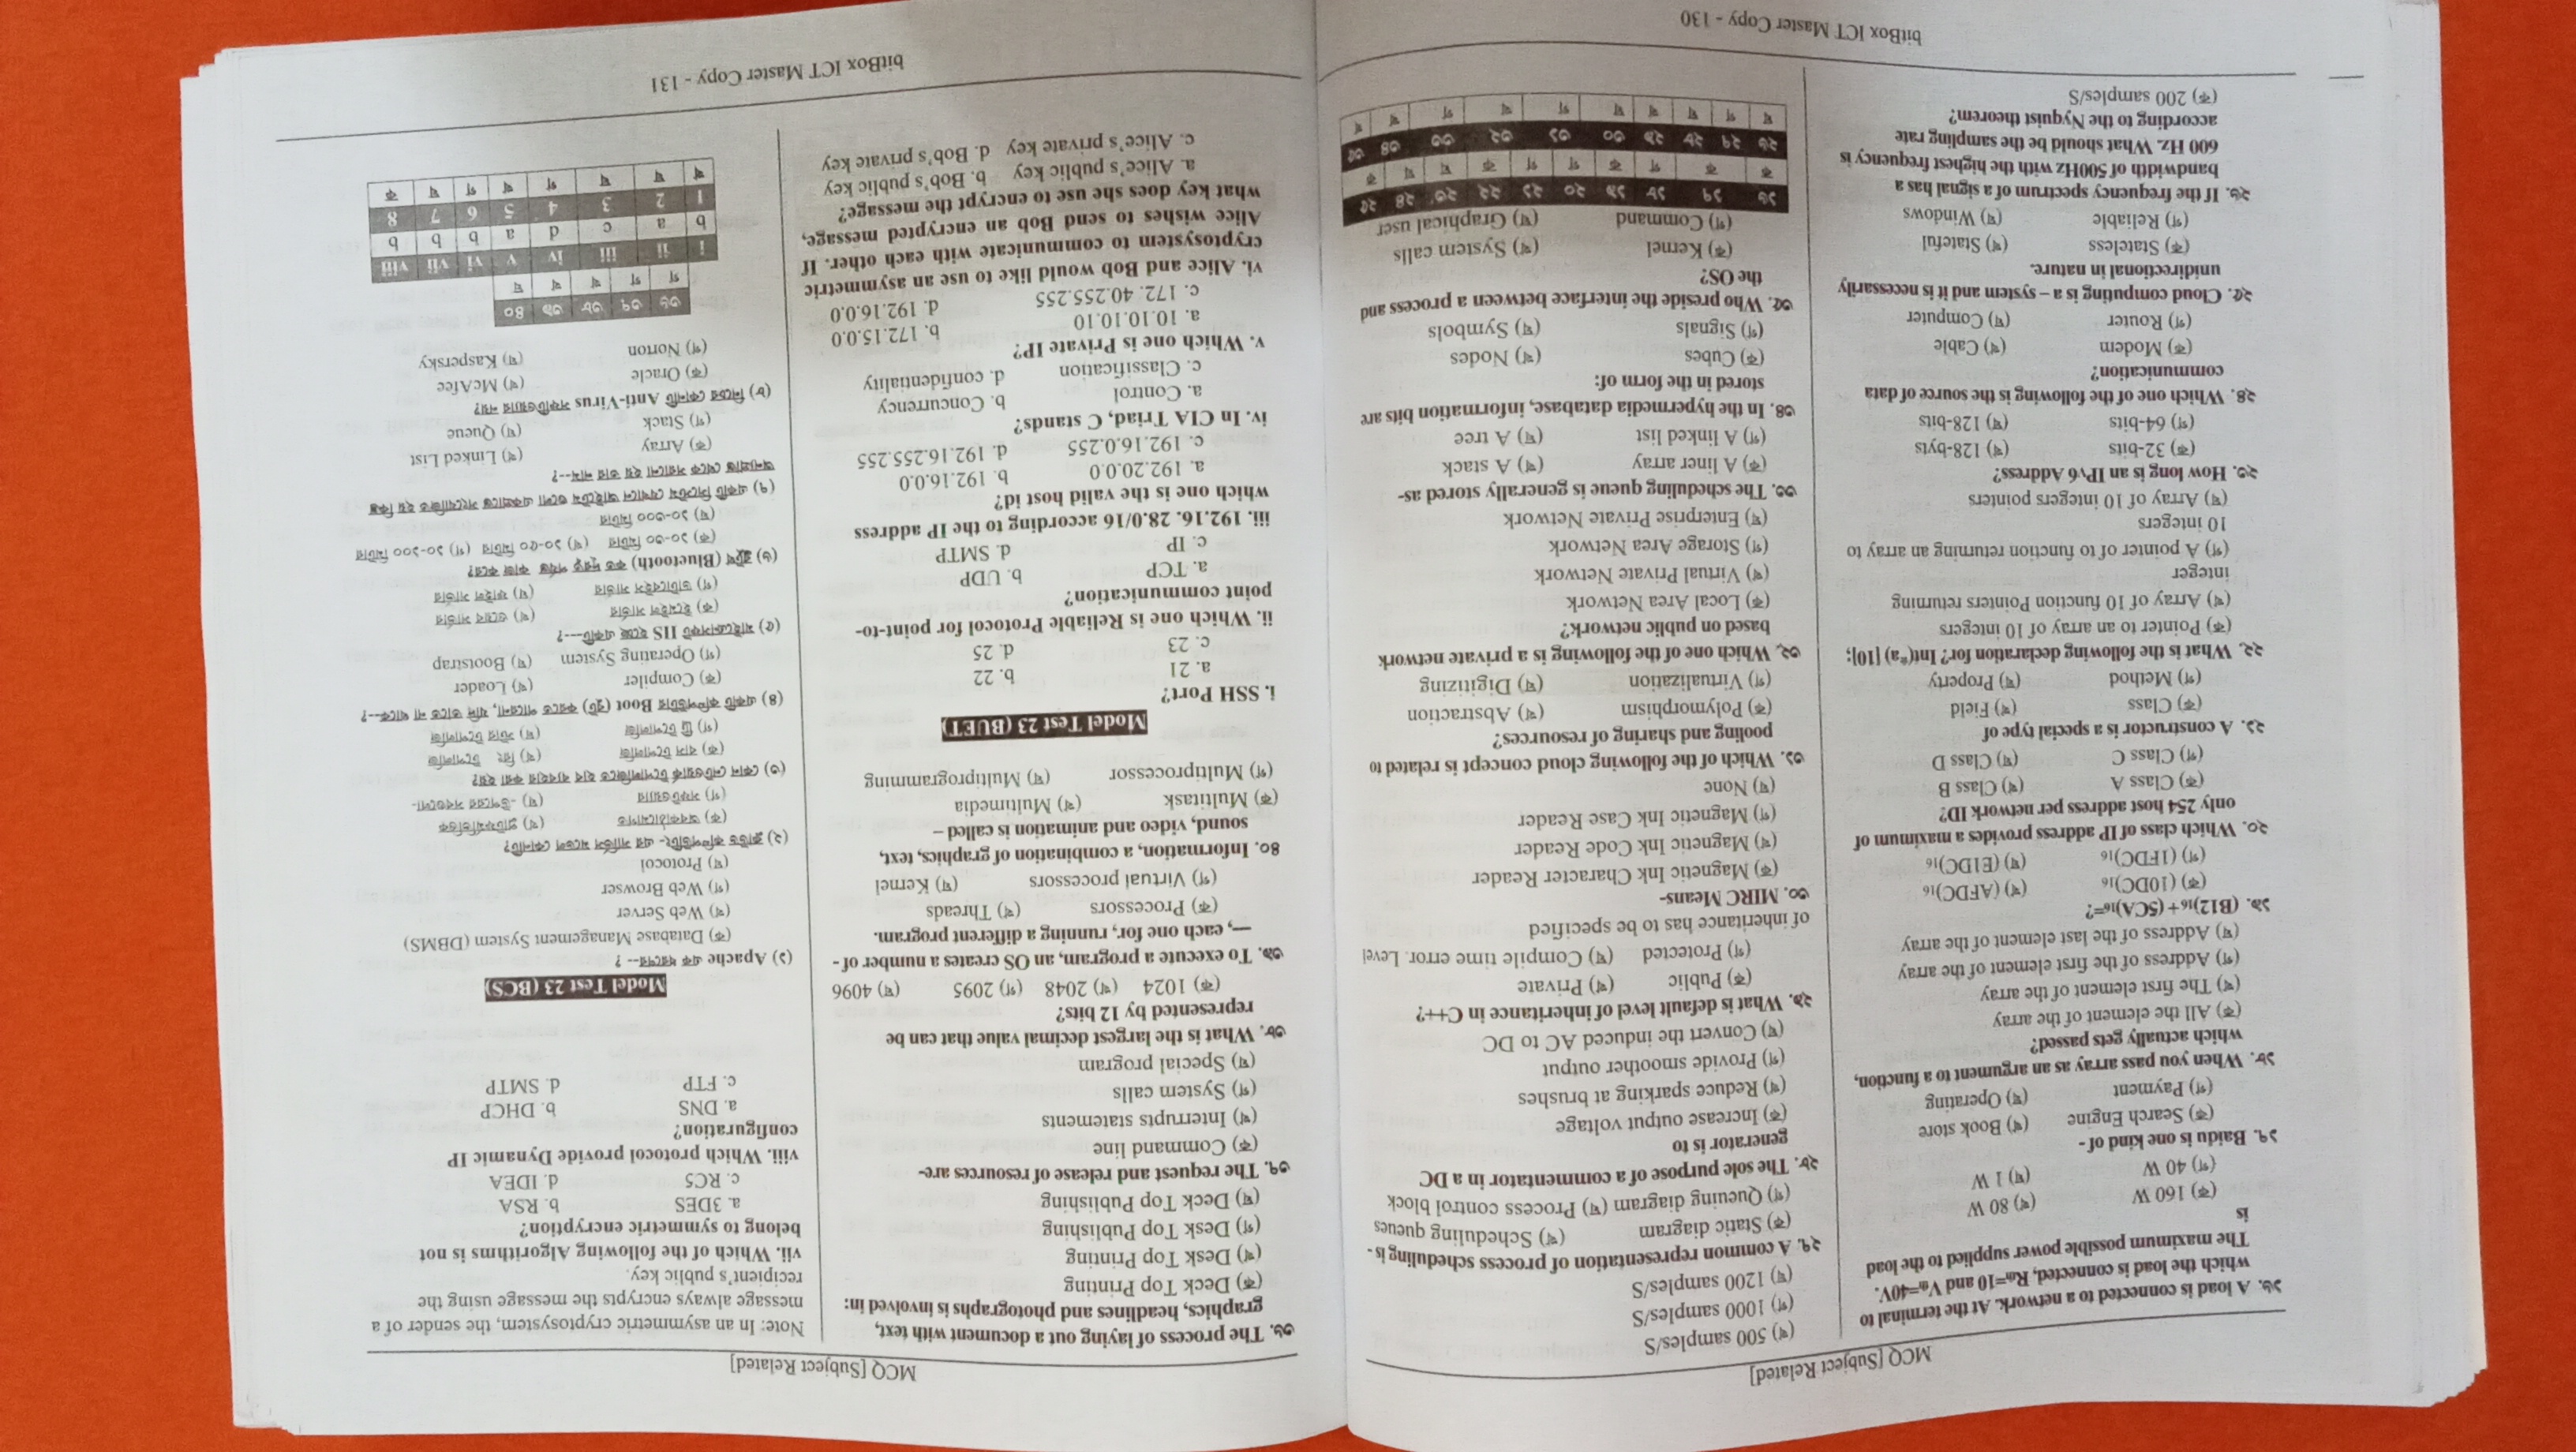 MCQ [Subject Related]
১৬. A load is connected to a network. At the terminal to
which the load is connected, Rth=10 and Vth=40V.
The maximum possible power supplied to the load
is
(ক) 160 W (খ) 80 W
(গ) 40 W (ঘ) 1 W
১৭. Baidu is one kind of -
(ক) Search Engine (খ) Book store
(গ) Payment (ঘ) Operating
১৮. When you pass array as an argument to a function,
which actually gets passed?
(ক) All the element of the array
(খ) The first element of the array
(গ) Address of the first element of the array
(ঘ) Address of the last element of the array
১৯. (B12)16+(5CA)16=?
(ক) (10DC)16 (খ) (AFDC)16
(গ) (1FDC)16 (ঘ) (E1DC)16
২০. Which class of IP address provides a maximum of
only 254 host address per network ID?
(ক) Class A (খ) Class B
(গ) Class C (ঘ) Class D
২১. A constructor is a special type of
(ক) Class (খ) Field
(গ) Method (ঘ) Property
২২. What is the following declaration for? Int(*a) [10];
(ক) Pointer to an array of 10 integers
(খ) Array of 10 function Pointers returning
integer
(গ) A pointer of to function returning an array to
10 integers
(ঘ) Array of 10 integers pointers
২৩. How long is an IPv6 Address?
(ক) 32-bits (খ) 128-byts
(গ) 64-bits (ঘ) 128-bits
২৪. Which one of the following is the source of data
communication?
(ক) Modem (খ) Cable
(গ) Router (ঘ) Computer
২৫. Cloud computing is a – system and it is necessarily
unidirectional in nature.
(ক) Stateless (খ) Stateful
(গ) Reliable (ঘ) Windows
২৬. If the frequency spectrum of a signal has a
bandwidth of 500Hz with the highest frequency is
600 Hz. What should be the sampling rate
according to the Nyquist theorem?
(ক) 200 samples/S
(খ) 500 samples/S
(গ) 1000 samples/S
(ঘ) 1200 samples/S
২৭. A common representation of process scheduling is -
(ক) Static diagram (খ) Scheduling queues
(গ) Queuing diagram (ঘ) Process control block
২৮. The sole purpose of a commentator in a DC
generator is to
(ক) Increase output voltage
(খ) Reduce sparking at brushes
(গ) Provide smoother output
(ঘ) Convert the induced AC to DC
২৯. What is default level of inheritance in C++?
(ক) Public (খ) Private
(গ) Protected (ঘ) Compile time error. Level
of inheritance has to be specified
৩০. MIRC Means-
(ক) Magnetic Ink Character Reader
(খ) Magnetic Ink Code Reader
(গ) Magnetic Ink Case Reader
(ঘ) None
৩১. Which of the following cloud concept is related to
pooling and sharing of resources?
(ক) Polymorphism (খ) Abstraction
(গ) Virtualization (ঘ) Digitizing
৩২. Which one of the following is a private network
based on public network?
(ক) Local Area Network
(খ) Virtual Private Network
(গ) Storage Area Network
(ঘ) Enterprise Private Network
৩৩. The scheduling queue is generally stored as-
(ক) A liner array (খ) A stack
(গ) A linked list (ঘ) A tree
৩৪. In the hypermedia database, information bits are
stored in the form of:
(ক) Cubes (খ) Nodes
(গ) Signals (ঘ) Symbols
৩৫. Who preside the interface between a process and
the OS?
(ক) Kernel (খ) System calls
(গ) Command (ঘ) Graphical user
১৬ ১৭ ১৮ ১৯ ২০ ২১ ২২ ২৩ ২৪ ২৫
ক ক গ ক গ গ ক ঘ ঘ ক
২৬ ২৭ ২৮ ২৯ ৩০ ৩১ ৩২ ৩৩ ৩৪ ৩৫
ঘ গ ঘ খ ঘ গ খ গ খ খ
bitBox ICT Master Copy - 130
MCQ [Subject Related]
৩৬. The process of laying out a document with text,
graphics, headlines and photographs is involved in:
(ক) Deck Top Printing
(খ) Desk Top Printing
(গ) Desk Top Publishing
(ঘ) Deck Top Publishing
৩৭. The request and release of resources are-
(ক) Command line
(খ) Interrupts statements
(গ) System calls
(ঘ) Special program
৩৮. What is the largest decimal value that can be
represented by 12 bits?
(ক) 1024 (খ) 2048 (গ) 2095 (ঘ) 4096
৩৯. To execute a program, an OS creates a number of -
—, each one for, running a different program.
(ক) Processors (খ) Threads
(গ) Virtual processors (ঘ) Kernel
৪০. Information, a combination of graphics, text,
sound, video and animation is called –
(ক) Multitask (খ) Multimedia
(গ) Multiprocessor (ঘ) Multiprogramming
Model Test 23 (BUET)
i. SSH Port?
a. 21 b. 22
c. 23 d. 25
ii. Which one is Reliable Protocol for point-to-
point communication?
a. TCP b. UDP
c. IP d. SMTP
iii. 192.16. 28.0/16 according to the IP address
which one is the valid host id?
a. 192.20.0.0 b. 192.16.0.0
c. 192.16.0.255 d. 192.16.255.255
iv. In CIA Triad, C stands?
a. Control b. Concurrency
c. Classification d. confidentiality
v. Which one is Private IP?
a. 10.10.10.10 b. 172.15.0.0
c. 172. 40.255.255 d. 192.16.0.0
vi. Alice and Bob would like to use an asymmetric
cryptosystem to communicate with each other. If
Alice wishes to send Bob an encrypted message,
what key does she use to encrypt the message?
a. Alice's public key b. Bob's public key
c. Alice's private key d. Bob's private key
Note: In an asymmetric cryptosystem, the sender of a
message always encrypts the message using the
recipient's public key.
vii. Which of the following Algorithms is not
belong to symmetric encryption?
a. 3DES b. RSA
c. RC5 d. IDEA
viii. Which protocol provide Dynamic IP
configuration?
a. DNS b. DHCP
c. FTP d. SMTP
Model Test 23 (BCS)
(১) Apache এক ধরণের-- ?
(ক) Database Management System (DBMS)
(খ) Web Server
(গ) Web Browser
(ঘ) Protocol
(২) ক্লাউড কম্পিউটিং- এর সার্ভিস মডেল কোনটি?
(ক) অবকাঠামোগত (খ) প্লাটফর্মভিত্তিক
(গ) সফটওয়্যার (ঘ) -উপরের সবগুলো-
(৩) কোন নেটওয়ার্ক টপোলজিতে হাব ব্যবহার করা হয়?
(ক) বাস টপোলজি (খ) রিং টপোলজি
(গ) ট্রি টপোলজি (ঘ) স্টার টপোলজি
(৪) একটি কম্পিউটার Boot (বুট) করতে পারেনা, যদি তাতে না থাকে--?
(ক) Compiler (খ) Loader
(গ) Operating System (ঘ) Bootstrap
(৫) মাইক্রোসফট IIS হচ্ছে একটি---?
(ক) ইমেইল সার্ভার (খ) ওয়েব সার্ভার
(গ) ডাটাবেইস সার্ভার (ঘ) ফাইল সার্ভার
(৬) ব্লুটুথ (Bluetooth) কত দূরত্ব পর্যন্ত কাজ করে?
(ক) ১০-৩০ মিটার (খ) ১০-৫০ মিটার (গ) ১০-১০০ মিটার
(ঘ) ১০-৩০০ মিটার
(৭) একটি সিস্টেম যেখানে আইটেম গুলো একপ্রান্তে সংযোজিত হয় কিন্তু
অন্যপ্রান্ত থেকে সরানো হয় তার নাম--?
(ক) Array (খ) Linked List
(গ) Stack (ঘ) Queue
(৮) নিচের কোনটি Anti-Virus সফটিওয়্যার নয়?
(ক) Oracle (খ) McAfee
(গ) Norton (ঘ) Kaspersky
৩৬ ৩৭ ৩৮ ৩৯ ৪০
গ গ খ খ ঘ
i ii iii iv v vi vii viii
b a c d a b b b
1 2 3 4 5 6 7 8
খ ঘ ঘ গ খ গ ঘ ক
bitBox ICT Master Copy - 131